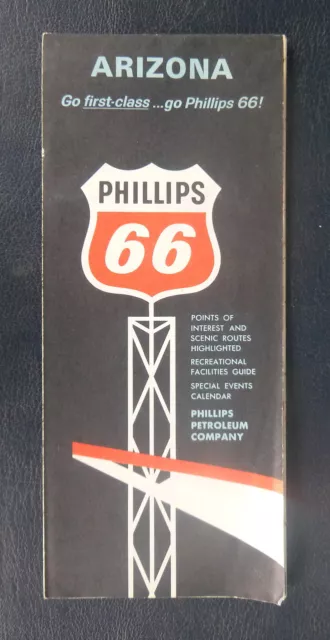 ARIZONA
Go first-class ...go Phillips 66!
PHILLIPS
66
POINTS OF
INTEREST AND
SCENIC ROUTES
HIGHLIGHTED
RECREATIONAL
FACILITIES GUIDE
SPECIAL EVENTS
CALENDAR
PHILLIPS
PETROLEUM
COMPANY